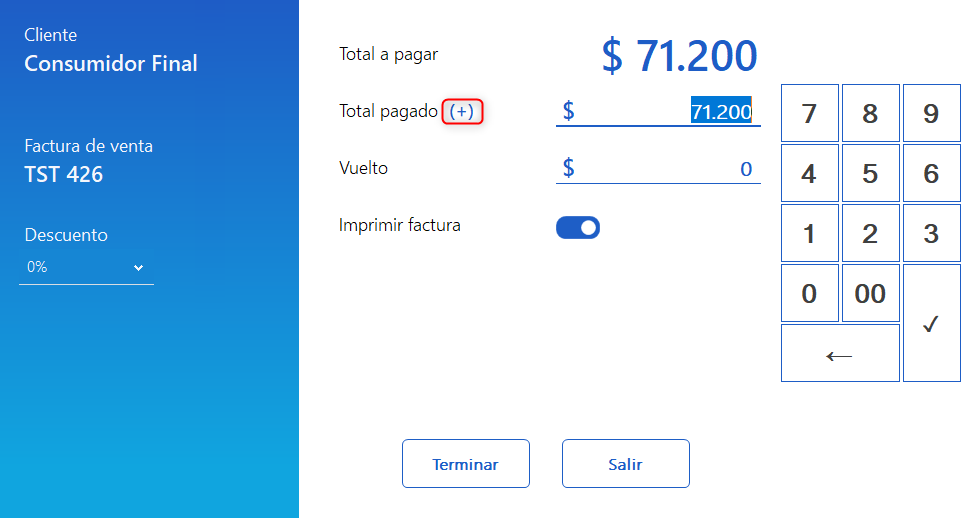 Cliente
Consumidor Final
Factura de venta
TST 426
Descuento
0%
Total a pagar
$ 71.200
Total pagado (+)
$ 71.200
Vuelto
$ 0
Imprimir factura
7 8 9
4 5 6
1 2 3
0 00 ✓
←
Terminar
Salir